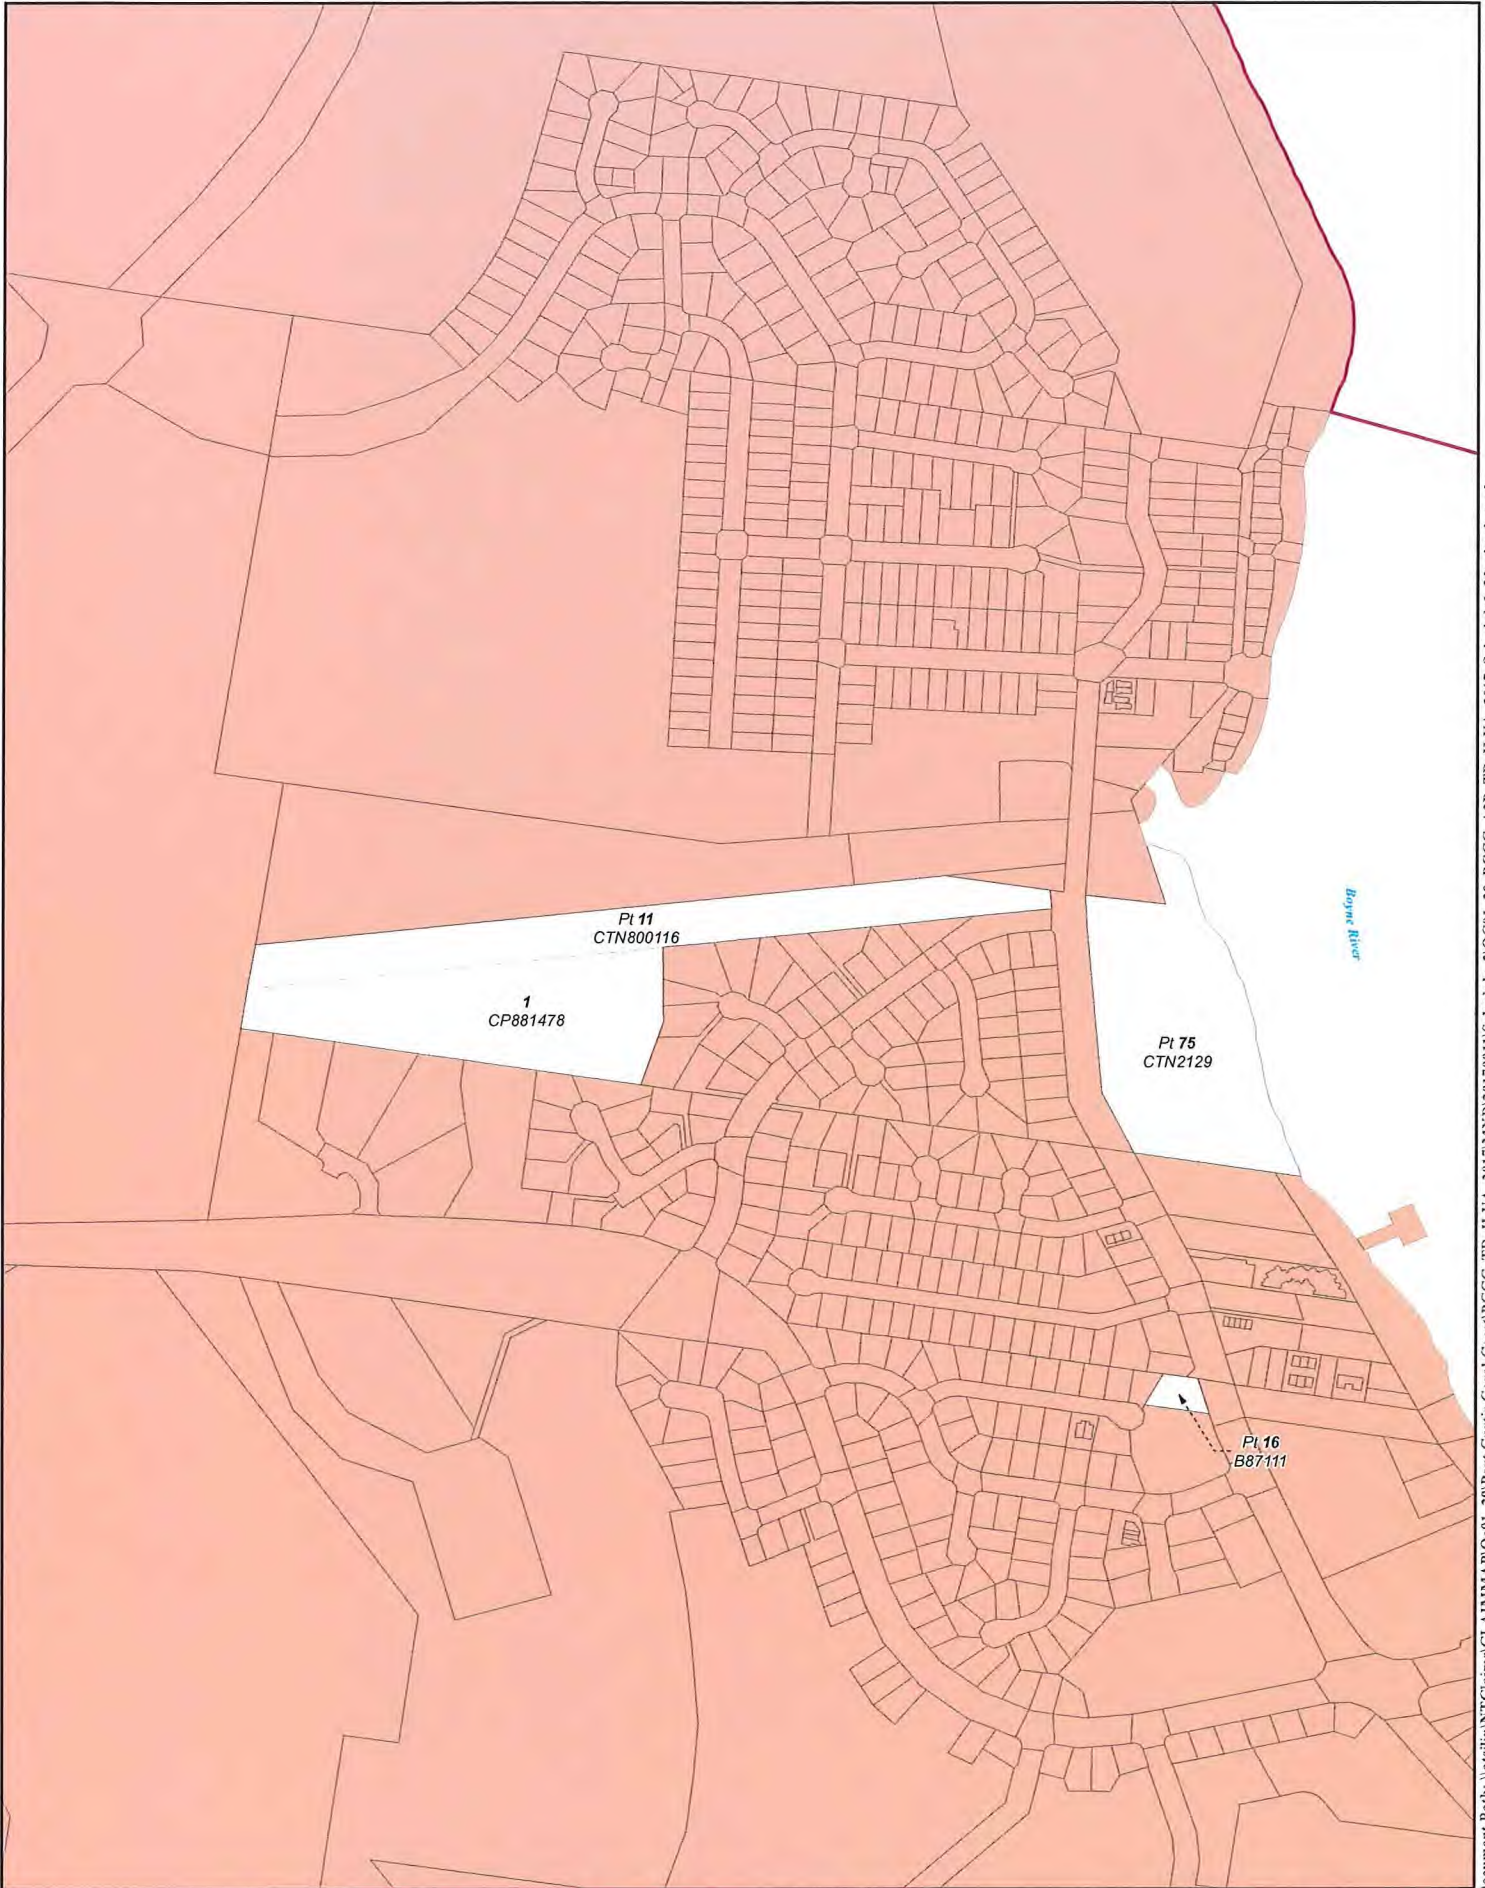 Pt 11
CTN800116
1
CP881478
Boyne River
Pt 75
CTN2129
Pt 16
B87111